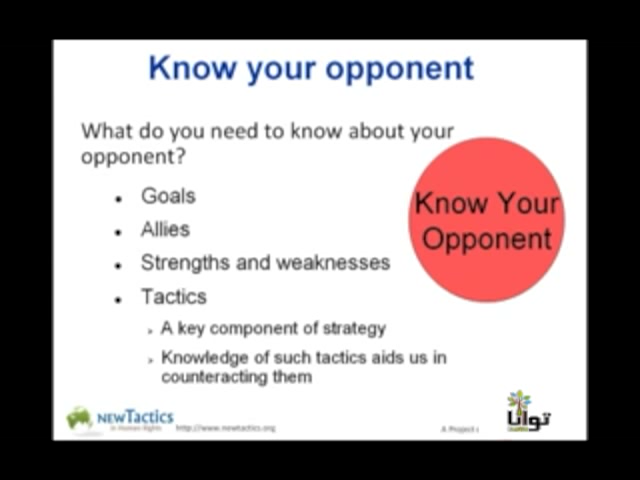 Know your opponent
What do you need to know about your
opponent?
Know Your
Opponent
• Goals
• Allies
• Strengths and weaknesses
• Tactics
➢ A key component of strategy
➢ Knowledge of such tactics aids us in
counteracting them
NEWTactics
in Human Rights
http://www.newtactics.org
A Project
توانا